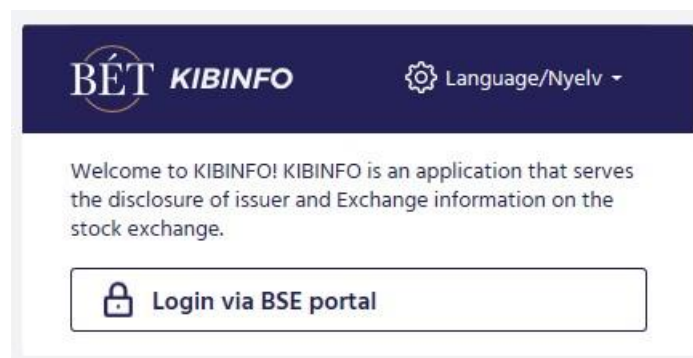 BÉT KIBINFO Language/Nyelv
Welcome to KIBINFO! KIBINFO is an application that serves
the disclosure of issuer and Exchange information on the
stock exchange.
Login via BSE portal